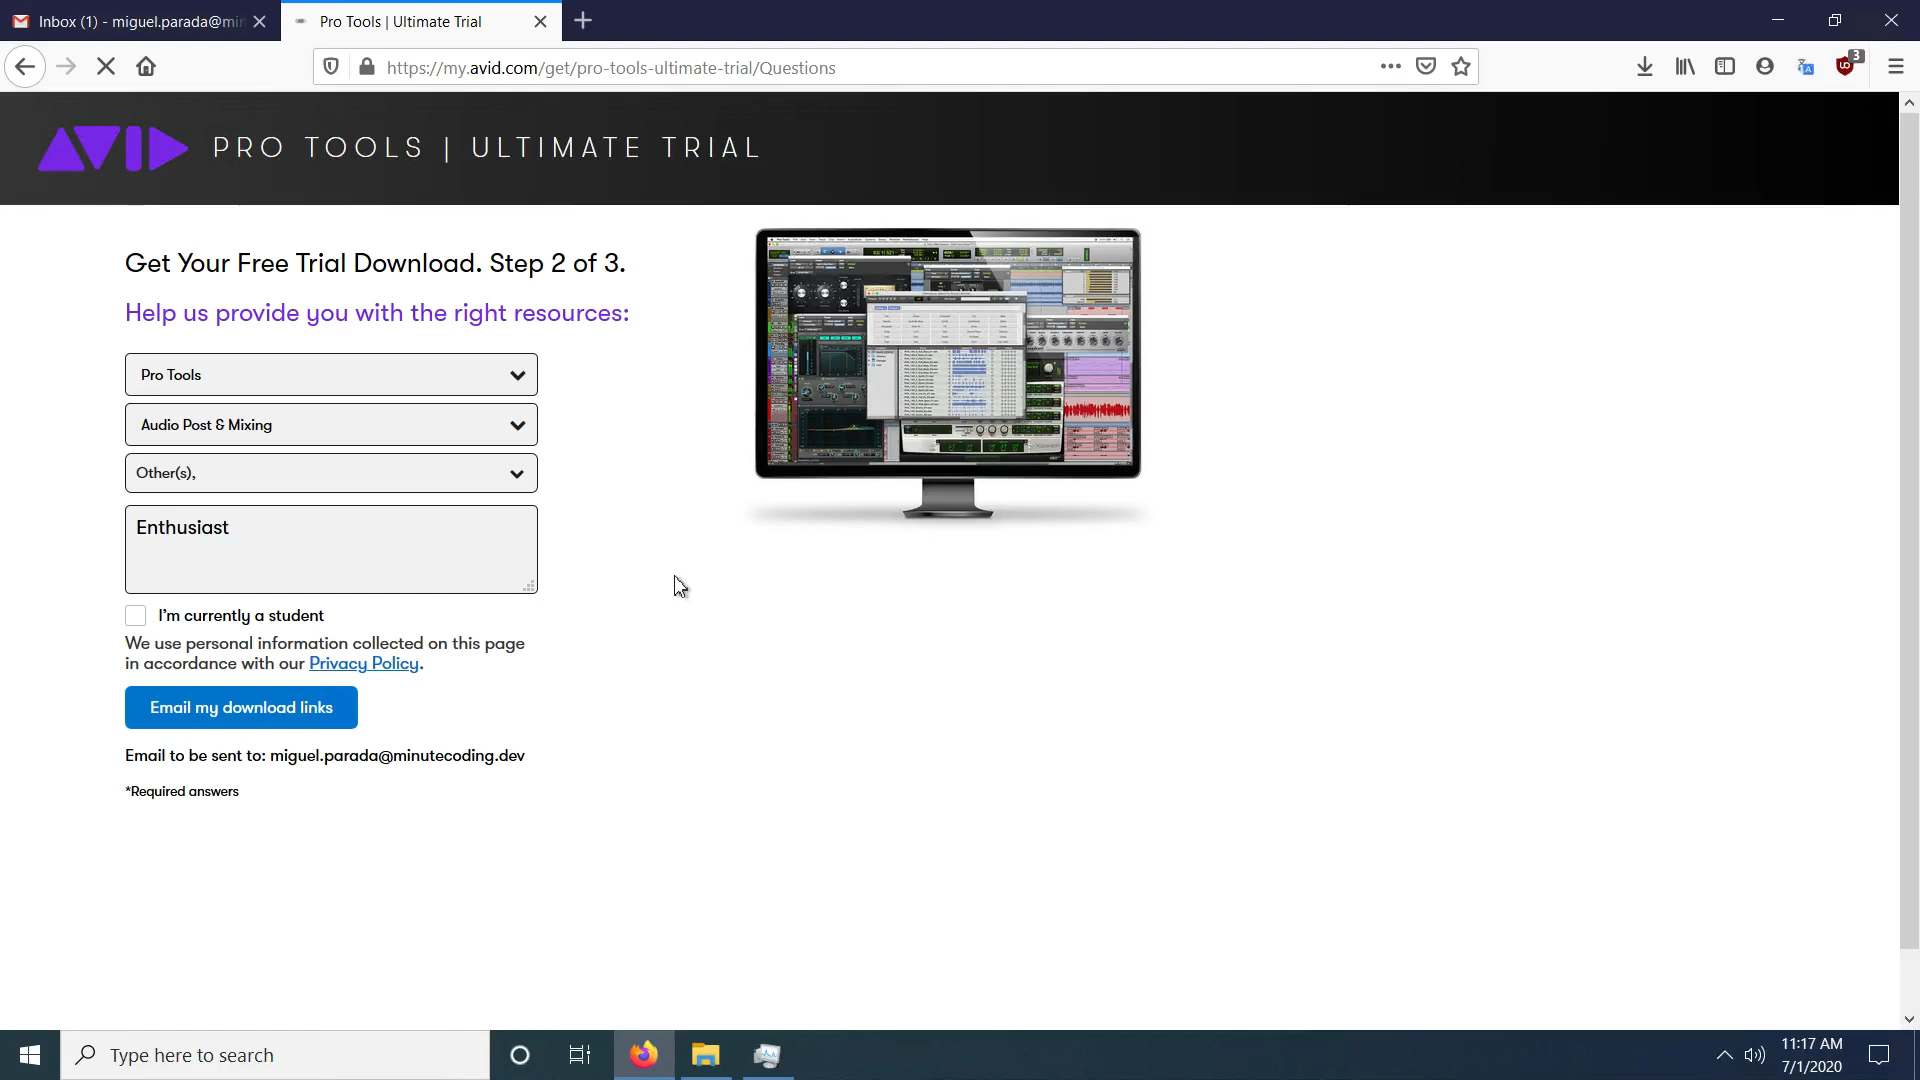 Inbox (1) - miguel.parada@min
Pro Tools | Ultimate Trial
https://my.avid.com/get/pro-tools-ultimate-trial/Questions
3
AVID
PRO TOOLS | ULTIMATE TRIAL
Get Your Free Trial Download. Step 2 of 3.
Help us provide you with the right resources:
Pro Tools
Audio Post & Mixing
Other(s),
Enthusiast
I'm currently a student
We use personal information collected on this page
in accordance with our Privacy Policy.
Email my download links
Email to be sent to: miguel.parada@minutecoding.dev
*Required answers
Type here to search
11:17 AM
7/1/2020